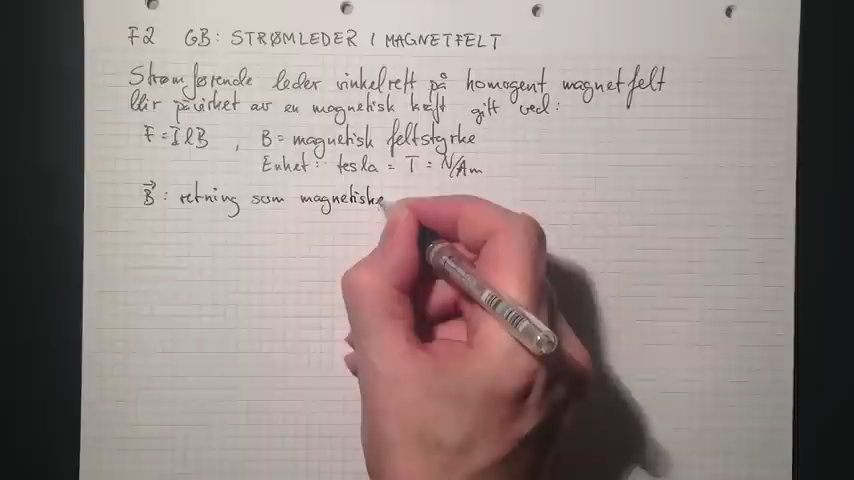 F2 GB: STRØMLEDER I MAGNETFELT
Strømførende leder vinkelrett på homogent magnetfelt
blir påvirket av en magnetisk kraft gitt ved:
F = IlB , B = magnetisk feltstyrke
Enhet: tesla = T = N/Am
B⃗ : retning som magnetiske